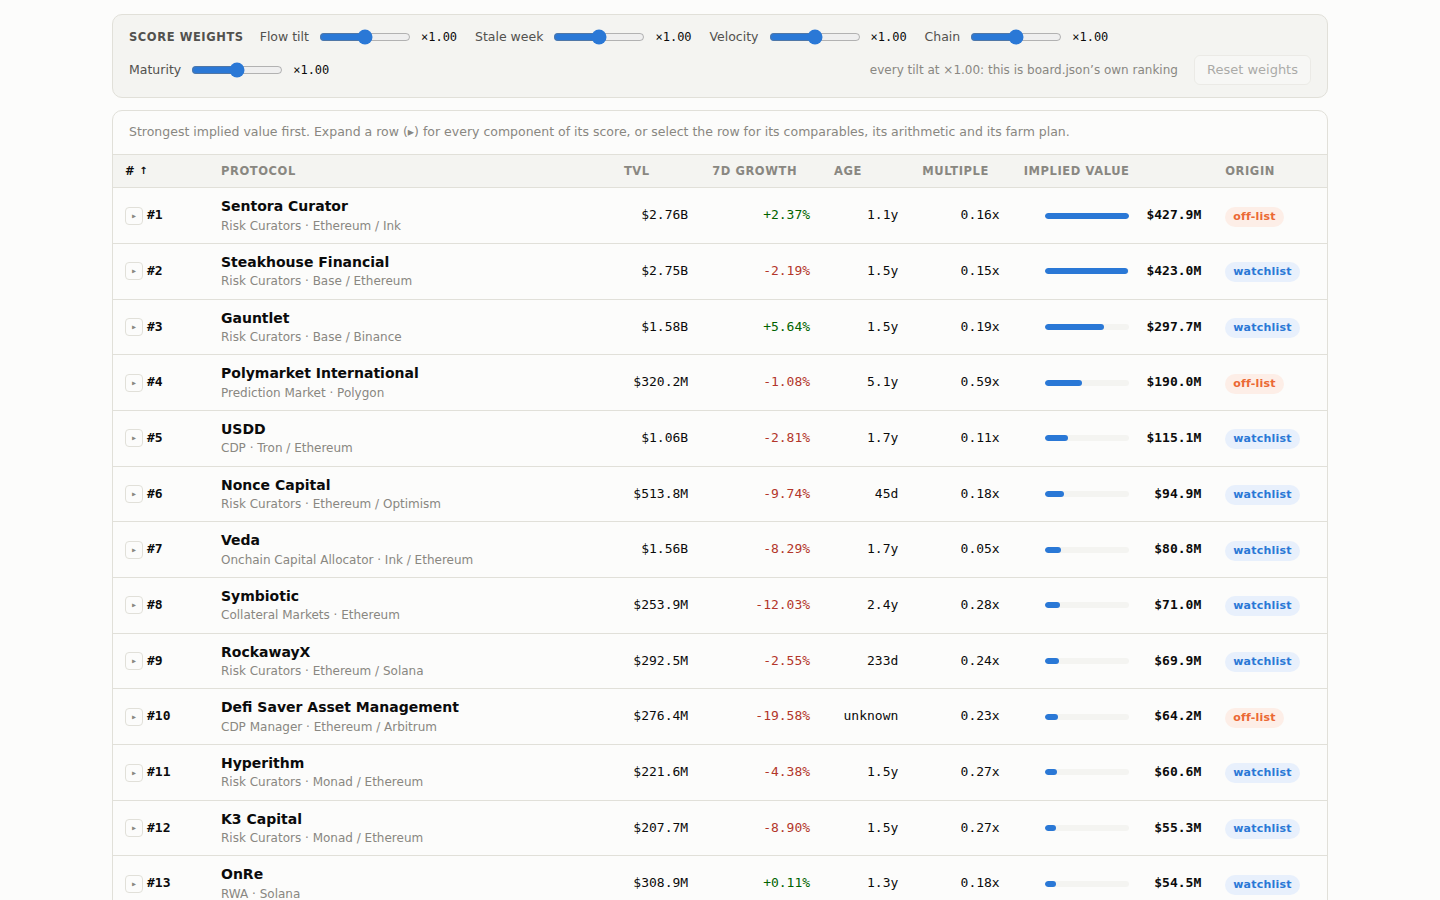 SCORE WEIGHTS Flow tilt ×1.00 Stale week ×1.00 Velocity ×1.00 Chain ×1.00
Maturity ×1.00 every tilt at ×1.00: this is board.json’s own ranking Reset weights
Strongest implied value first. Expand a row (▸) for every component of its score, or select the row for its comparables, its arithmetic and its farm plan.
# ↑ PROTOCOL TVL 7D GROWTH AGE MULTIPLE IMPLIED VALUE ORIGIN
▸ #1 Sentora Curator $2.76B +2.37% 1.1y 0.16x $427.9M off-list
Risk Curators · Ethereum / Ink
▸ #2 Steakhouse Financial $2.75B -2.19% 1.5y 0.15x $423.0M watchlist
Risk Curators · Base / Ethereum
▸ #3 Gauntlet $1.58B +5.64% 1.5y 0.19x $297.7M watchlist
Risk Curators · Base / Binance
▸ #4 Polymarket International $320.2M -1.08% 5.1y 0.59x $190.0M off-list
Prediction Market · Polygon
▸ #5 USDD $1.06B -2.81% 1.7y 0.11x $115.1M watchlist
CDP · Tron / Ethereum
▸ #6 Nonce Capital $513.8M -9.74% 45d 0.18x $94.9M watchlist
Risk Curators · Ethereum / Optimism
▸ #7 Veda $1.56B -8.29% 1.7y 0.05x $80.8M watchlist
Onchain Capital Allocator · Ink / Ethereum
▸ #8 Symbiotic $253.9M -12.03% 2.4y 0.28x $71.0M watchlist
Collateral Markets · Ethereum
▸ #9 RockawayX $292.5M -2.55% 233d 0.24x $69.9M watchlist
Risk Curators · Ethereum / Solana
▸ #10 Defi Saver Asset Management $276.4M -19.58% unknown 0.23x $64.2M off-list
CDP Manager · Ethereum / Arbitrum
▸ #11 Hyperithm $221.6M -4.38% 1.5y 0.27x $60.6M watchlist
Risk Curators · Monad / Ethereum
▸ #12 K3 Capital $207.7M -8.90% 1.5y 0.27x $55.3M watchlist
Risk Curators · Monad / Ethereum
▸ #13 OnRe $308.9M +0.11% 1.3y 0.18x $54.5M watchlist
RWA · Solana